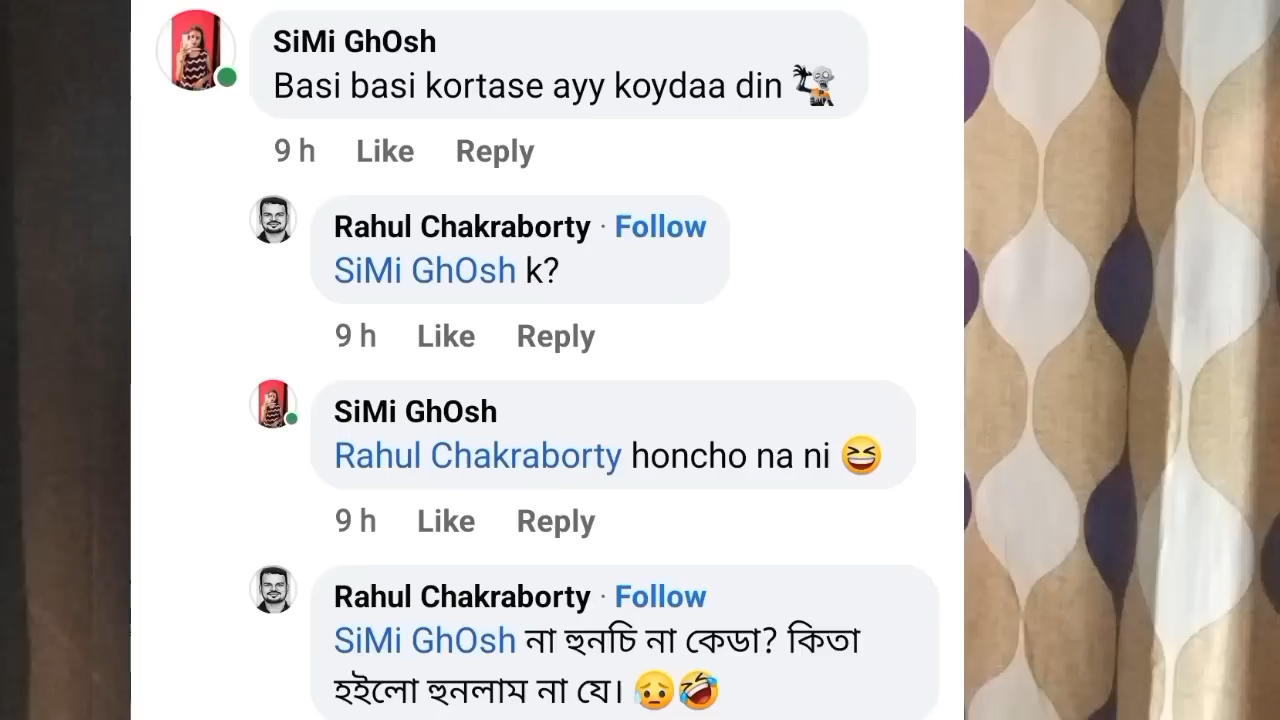 SiMi GhOsh
Basi basi kortase ayy koydaa din
9 h Like Reply
Rahul Chakraborty · Follow
SiMi GhOsh k?
9 h Like Reply
SiMi GhOsh
Rahul Chakraborty honcho na ni 😆
9 h Like Reply
Rahul Chakraborty · Follow
SiMi GhOsh না হুনচি না কেডা? কিতা
হইলো হুনলাম না যে। 😥🤣